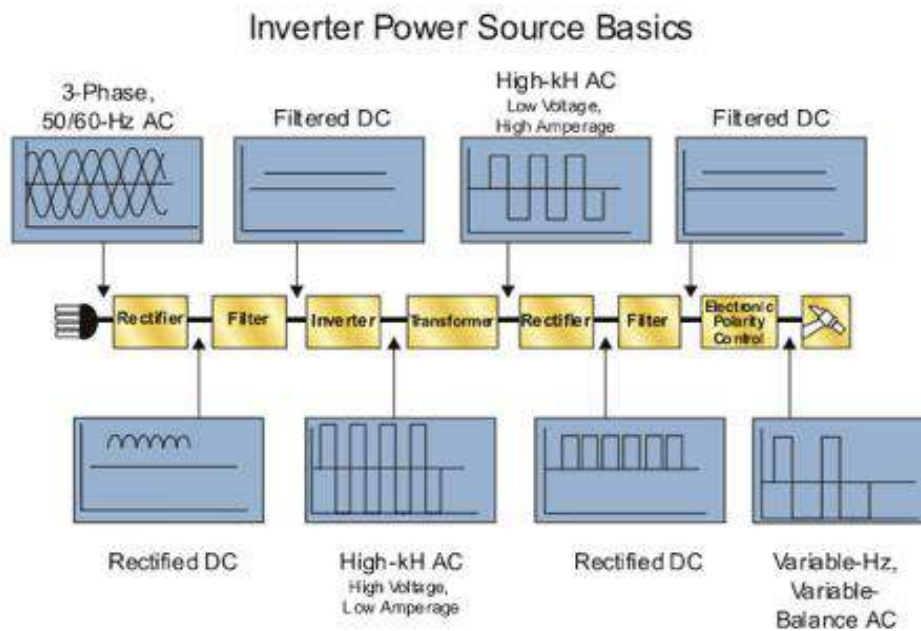 Inverter Power Source Basics
3-Phase,
50/60-Hz AC
Filtered DC
High-kH AC
Low Voltage,
High Amperage
Filtered DC
Rectifier
Filter
Inverter
Transformer
Rectifier
Filter
Electronic
Polarity
Control
Rectified DC
High-kH AC
High Voltage,
Low Amperage
Rectified DC
Variable-Hz,
Variable-
Balance AC